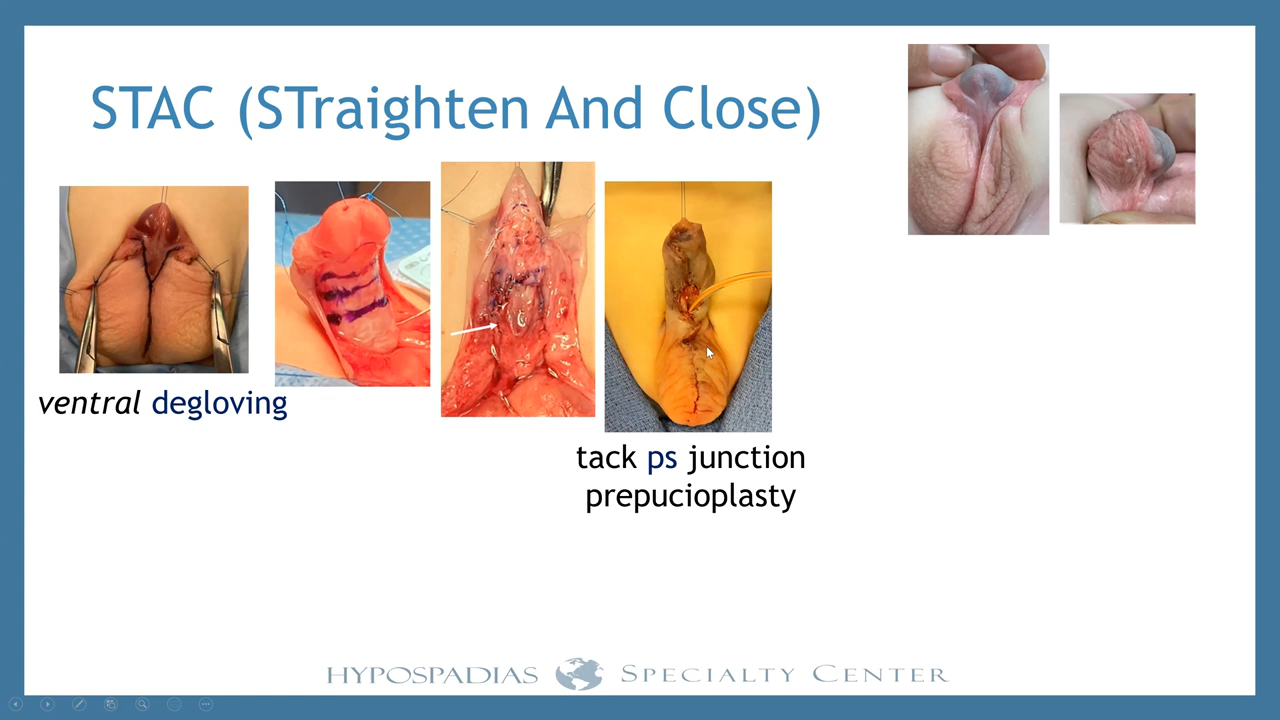 STAC (STraighten And Close)
ventral degloving
tack ps junction
prepucioplasty
HYPOSPADIAS SPECIALTY CENTER